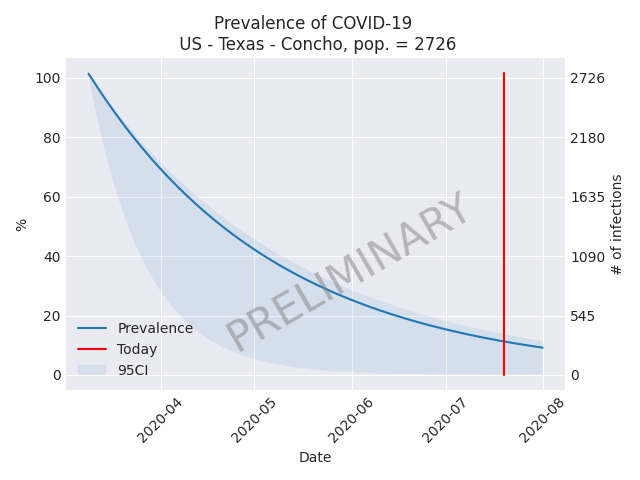 Prevalence of COVID-19
US - Texas - Concho, pop. = 2726
100
80
60
40
20
0
%
2726
2180
1635
1090
545
0
# of infections
PRELIMINARY
Prevalence
Today
95CI
2020-04
2020-05
2020-06
2020-07
2020-08
Date